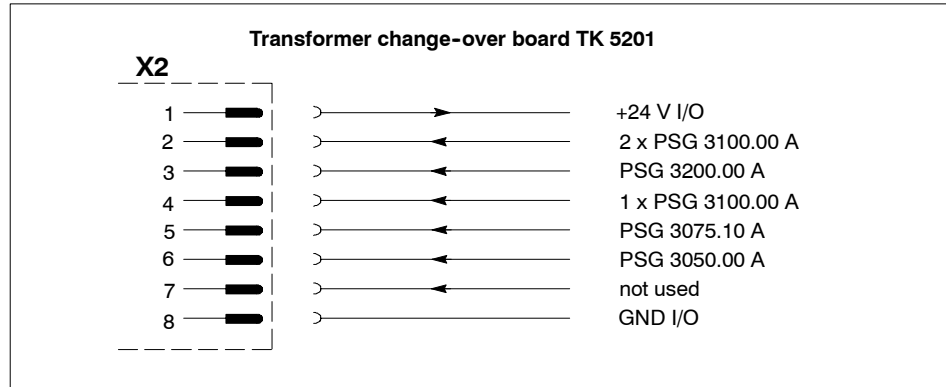 Transformer change-over board TK 5201
X2
1 +24 V I/O
2 2 x PSG 3100.00 A
3 PSG 3200.00 A
4 1 x PSG 3100.00 A
5 PSG 3075.10 A
6 PSG 3050.00 A
7 not used
8 GND I/O